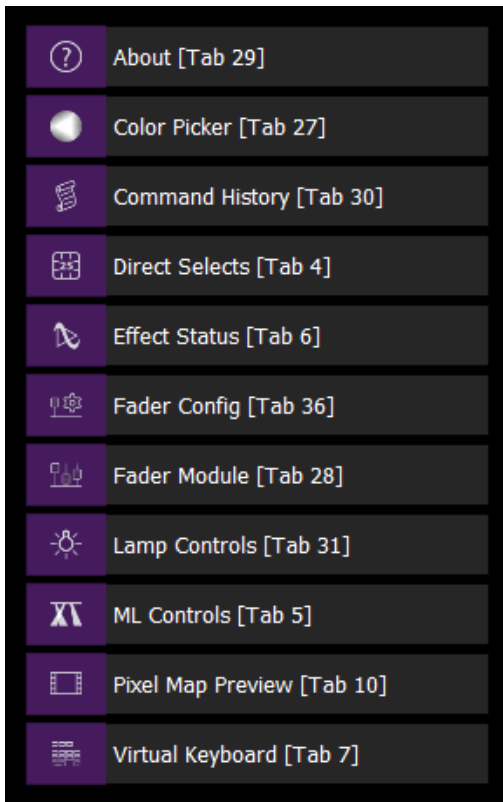 About [Tab 29]
Color Picker [Tab 27]
Command History [Tab 30]
25
Direct Selects [Tab 4]
Effect Status [Tab 6]
Fader Config [Tab 36]
Fader Module [Tab 28]
Lamp Controls [Tab 31]
ML Controls [Tab 5]
Pixel Map Preview [Tab 10]
Virtual Keyboard [Tab 7]